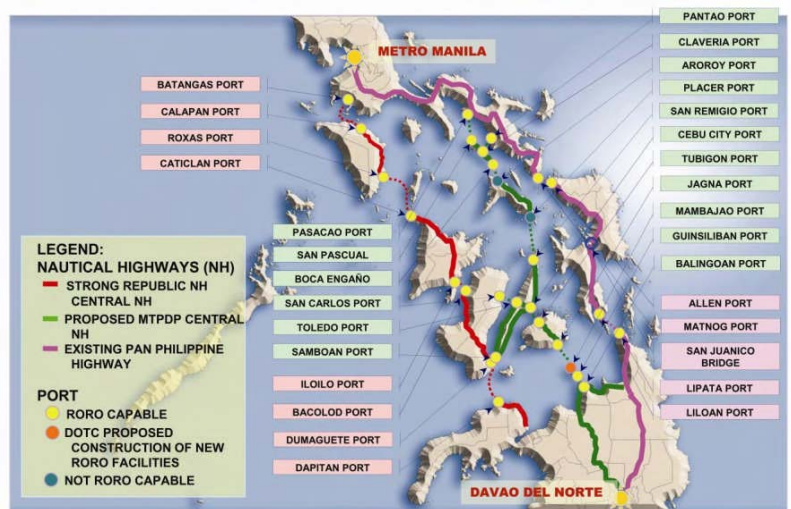 METRO MANILA
BATANGAS PORT
CALAPAN PORT
ROXAS PORT
CATICLAN PORT
PANTAO PORT
CLAVERIA PORT
AROROY PORT
PLACER PORT
SAN REMIGIO PORT
CEBU CITY PORT
TUBIGON PORT
JAGNA PORT
MAMBAJAO PORT
GUINSILIBAN PORT
BALINGOAN PORT
ALLEN PORT
MATNOG PORT
SAN JUANICO
BRIDGE
LIPATA PORT
LILOAN PORT
PASACAO PORT
SAN PASCUAL
BOCA ENGAÑO
SAN CARLOS PORT
TOLEDO PORT
SAMBOAN PORT
ILOILO PORT
BACOLOD PORT
DUMAGUETE PORT
DAPITAN PORT
LEGEND:
NAUTICAL HIGHWAYS (NH)
STRONG REPUBLIC NH
CENTRAL NH
PROPOSED MTPDP CENTRAL
NH
EXISTING PAN PHILIPPINE
HIGHWAY
PORT
RORO CAPABLE
DOTC PROPOSED
CONSTRUCTION OF NEW
RORO FACILITIES
NOT RORO CAPABLE
DAVAO DEL NORTE